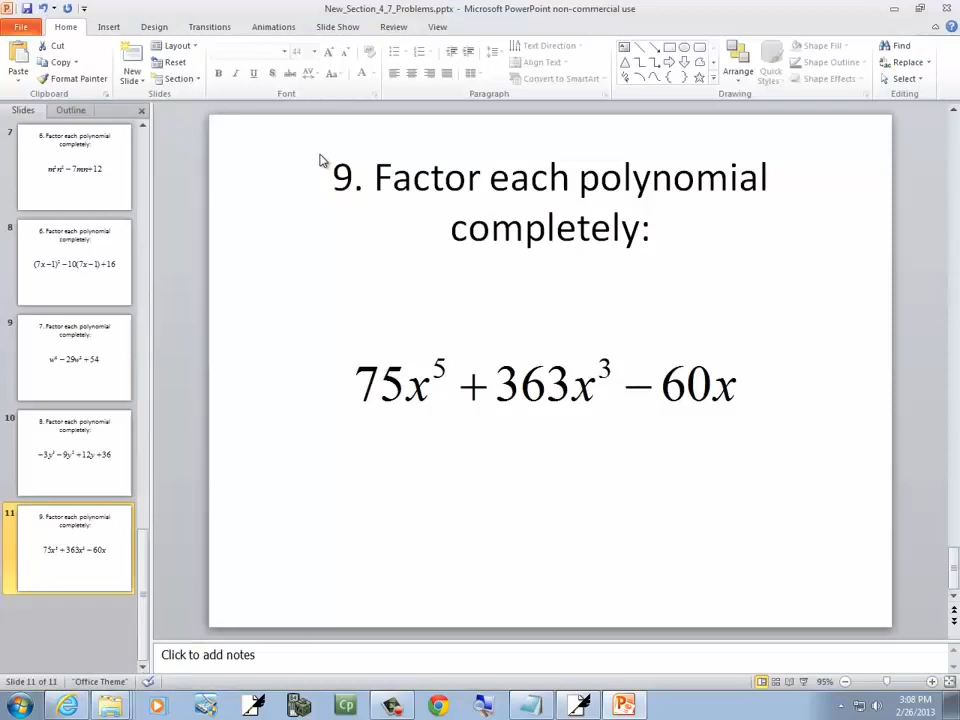 New_Section_4_7_Problems.pptx - Microsoft PowerPoint non-commercial use
File Home Insert Design Transitions Animations Slide Show Review View
Paste
Cut
Copy
Format Painter
Clipboard
New Slide
Layout
Reset
Section
Slides
44
B I U S abc AV Aa A
Font
Text Direction
Align Text
Convert to SmartArt
Paragraph
Arrange
Quick Styles
Shape Fill
Shape Outline
Shape Effects
Drawing
Find
Replace
Select
Editing
Slides Outline
7
6. Factor each polynomial
completely:
m²n² − 7mn+12
8
6. Factor each polynomial
completely:
(7x−1)² −10(7x−1)+16
9
7. Factor each polynomial
completely:
10
8. Factor each polynomial
completely:
−3y³ −9y² +12y +36
11
9. Factor each polynomial
completely:
75x⁵ + 363x³ − 60x
9. Factor each polynomial
completely:
75x⁵ + 363x³ − 60x
Click to add notes
Slide 11 of 11 "Office Theme" 95%
Cp
3:08 PM
2/26/2013